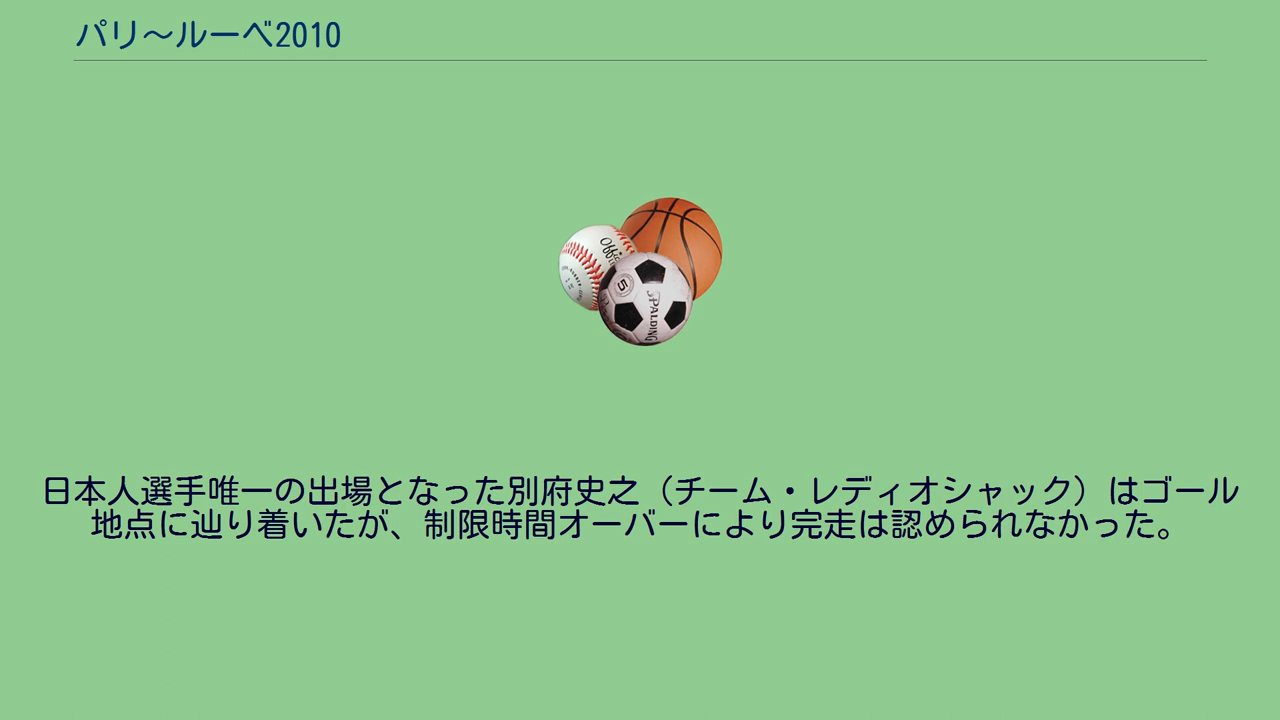 パリ〜ルーベ2010
日本人選手唯一の出場となった別府史之（チーム・レディオシャック）はゴール
地点に辿り着いたが、制限時間オーバーにより完走は認められなかった。
5
SPALDING